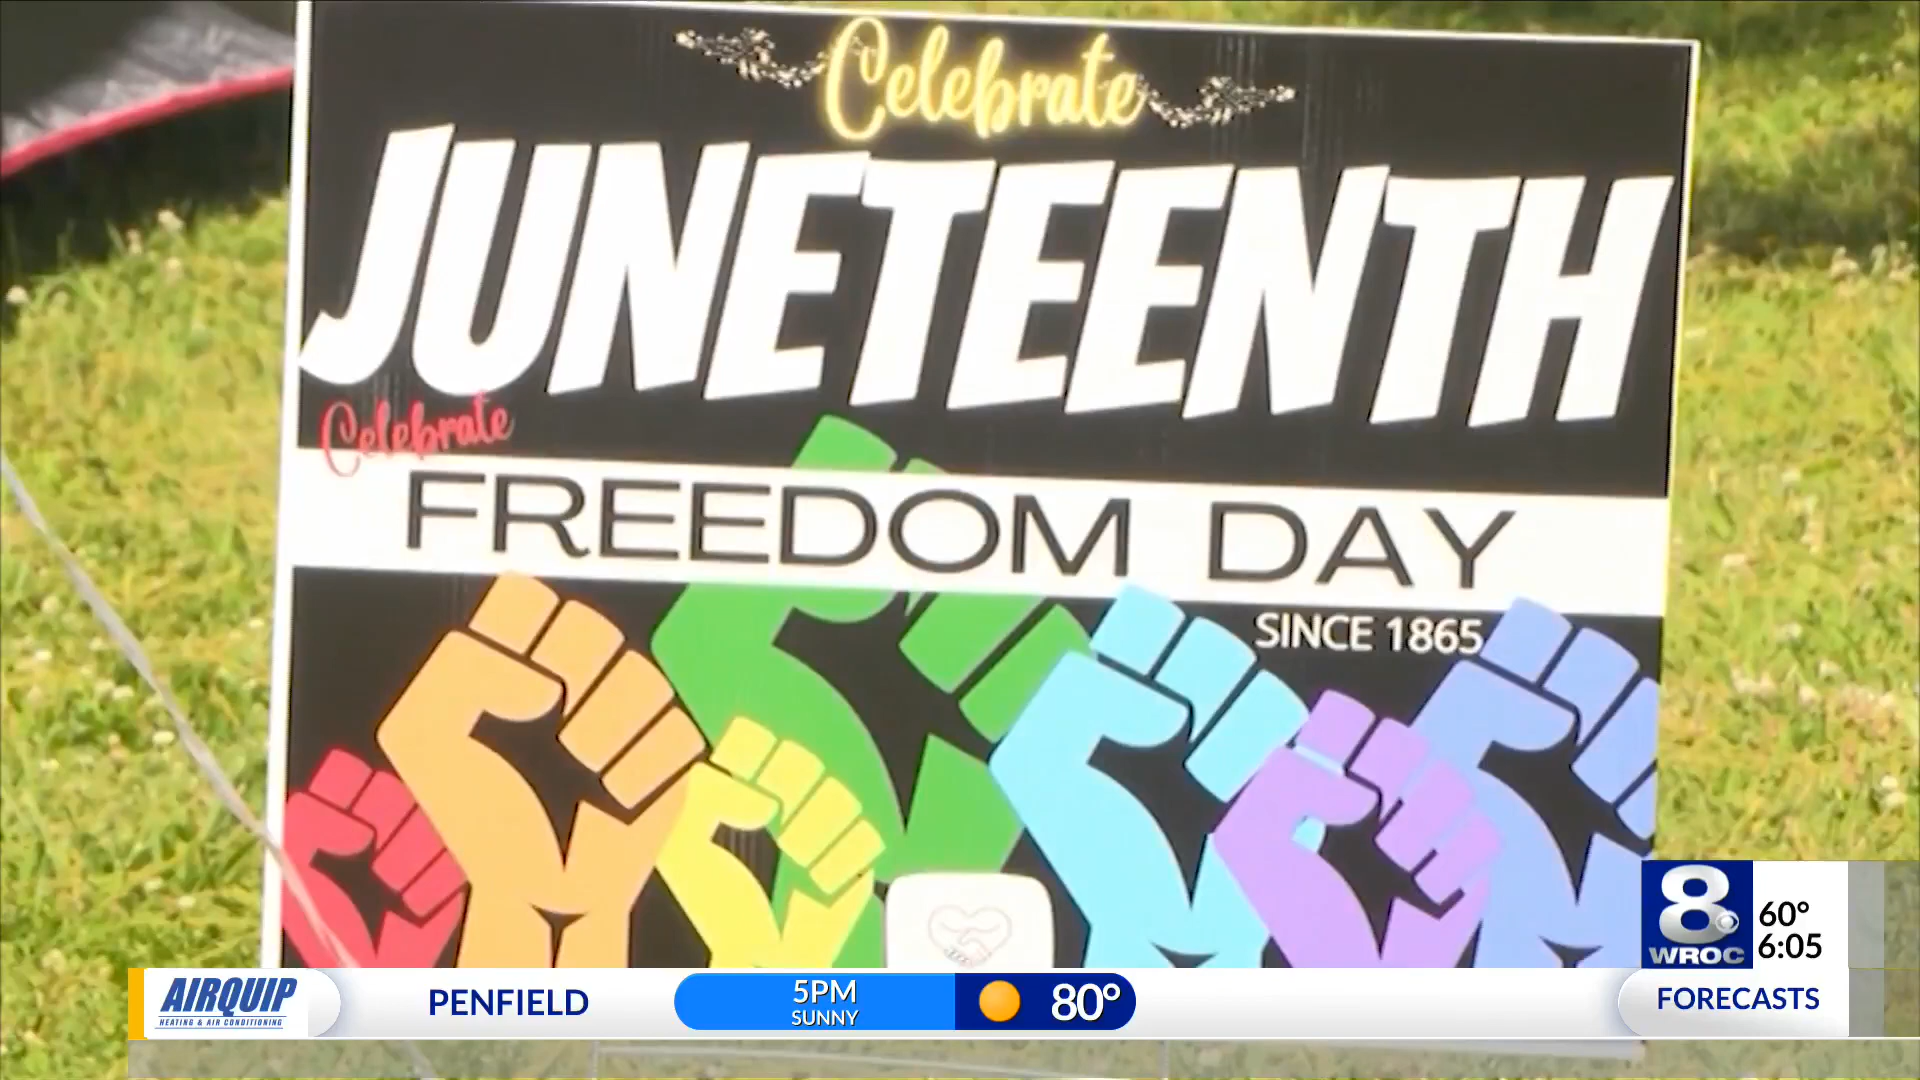 Celebrate
JUNETEENTH
Celebrate
FREEDOM DAY
SINCE 1865
8
WROC
60°
6:05
AIRQUIP
HEATING & AIR CONDITIONING
PENFIELD
5PM
SUNNY
80°
FORECASTS